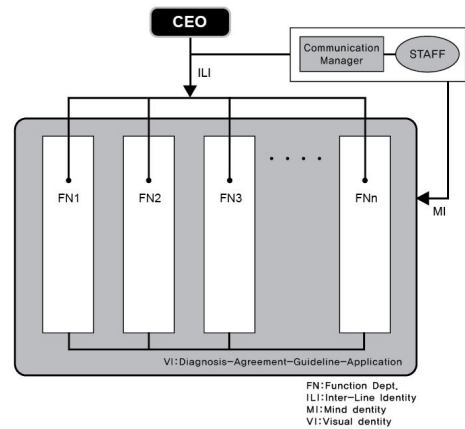 CEO
Communication
Manager
STAFF
ILI
FN1
FN2
FN3
. . . .
FNn
MI
VI:Diagnosis-Agreement-Guideline-Application
FN:Function Dept.
ILI:Inter-Line Identity
MI:Mind dentity
VI:Visual dentity